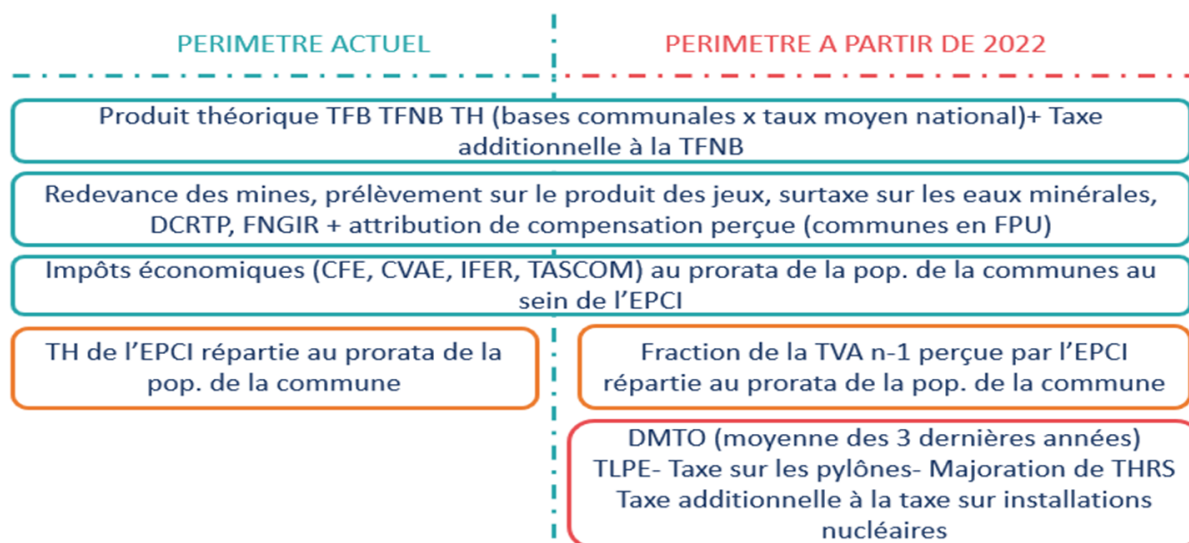 PERIMETRE ACTUEL
PERIMETRE A PARTIR DE 2022
Produit théorique TFB TFNB TH (bases communales x taux moyen national)+ Taxe
additionnelle à la TFNB
Redevance des mines, prélèvement sur le produit des jeux, surtaxe sur les eaux minérales,
DCRTP, FNGIR + attribution de compensation perçue (communes en FPU)
Impôts économiques (CFE, CVAE, IFER, TASCOM) au prorata de la pop. de la communes au
sein de l’EPCI
TH de l’EPCI répartie au prorata de la
pop. de la commune
Fraction de la TVA n-1 perçue par l’EPCI
répartie au prorata de la pop. de la commune
DMTO (moyenne des 3 dernières années)
TLPE- Taxe sur les pylônes- Majoration de THRS
Taxe additionnelle à la taxe sur installations
nucléaires